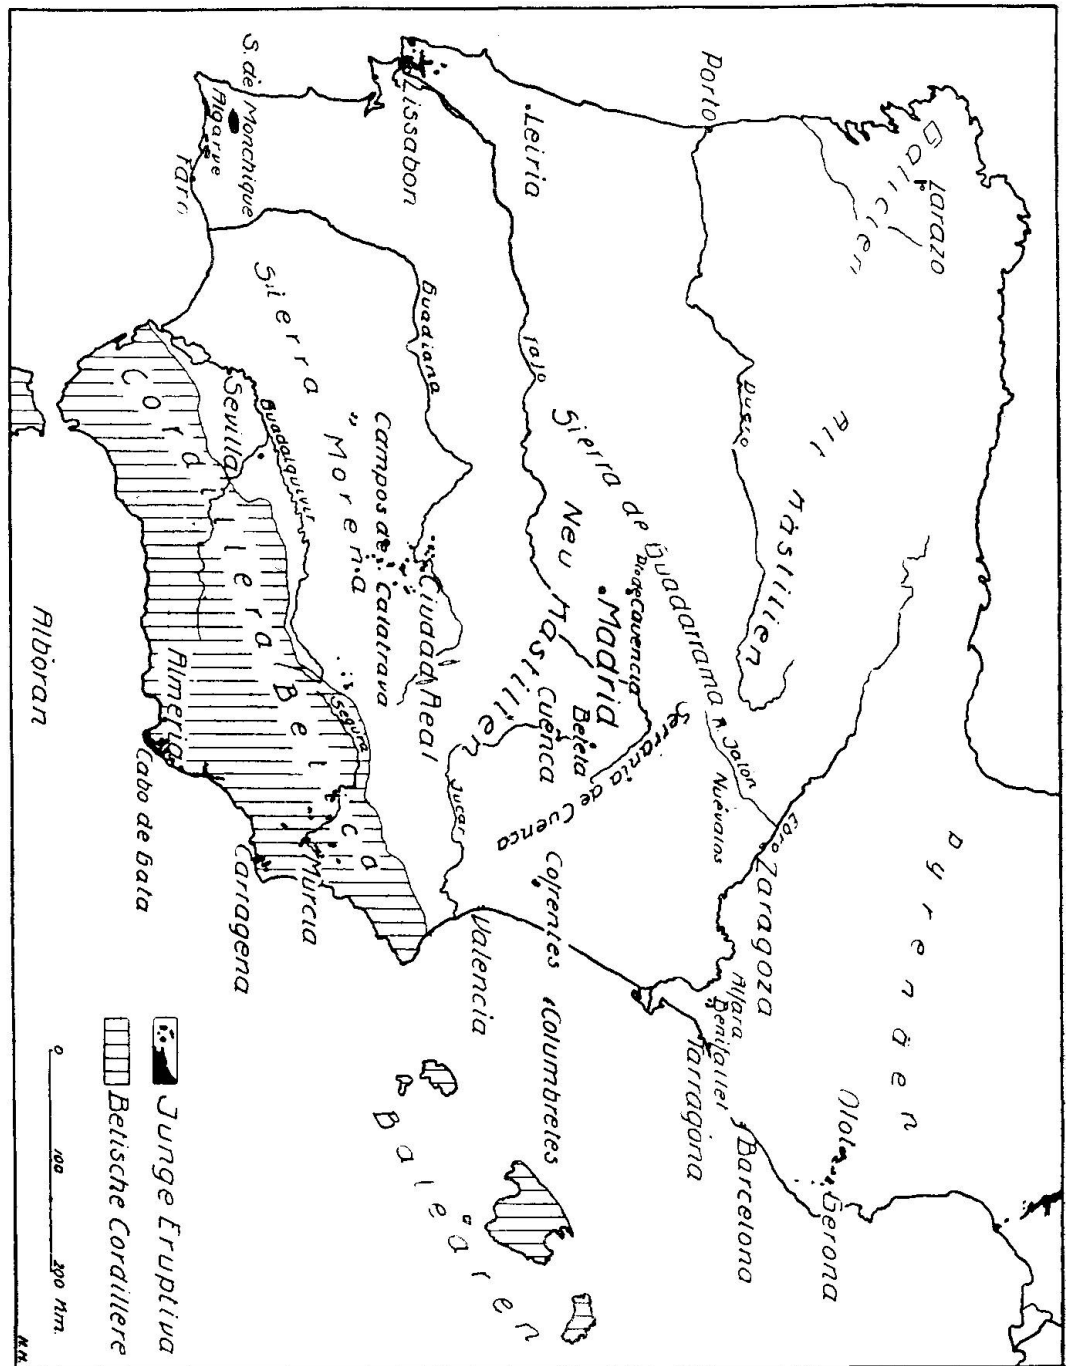 Galicien
Larazo
Pyrenäen
Porto
Duero
Alt Kastilien
Ebro
Zaragoza
R. Jalon
Nuévalos
Olot
Gerona
Barcelona
Alfara
Benifallet
Tarragona
Leiria
Sierra de Guadarrama
Serrania de Cuenca
Madrid
Neu Kastilien
Beteta
Cuenca
Cofrentes
Columbretes
Lissabon
Tajo
Guadiana
Ciudad Real
Campos de Calatrava
Jucar
Valencia
Balearen
S. de Monchique
Algarve
Faro
Sierra Morena
Sevilla
Guadalquivir
Segura
Cordillera Betica
Murcia
Cartagena
Almeria
Cabo de Gata
Alboran
Junge Eruptiva
Betische Cordillere
0 100 200 Km.